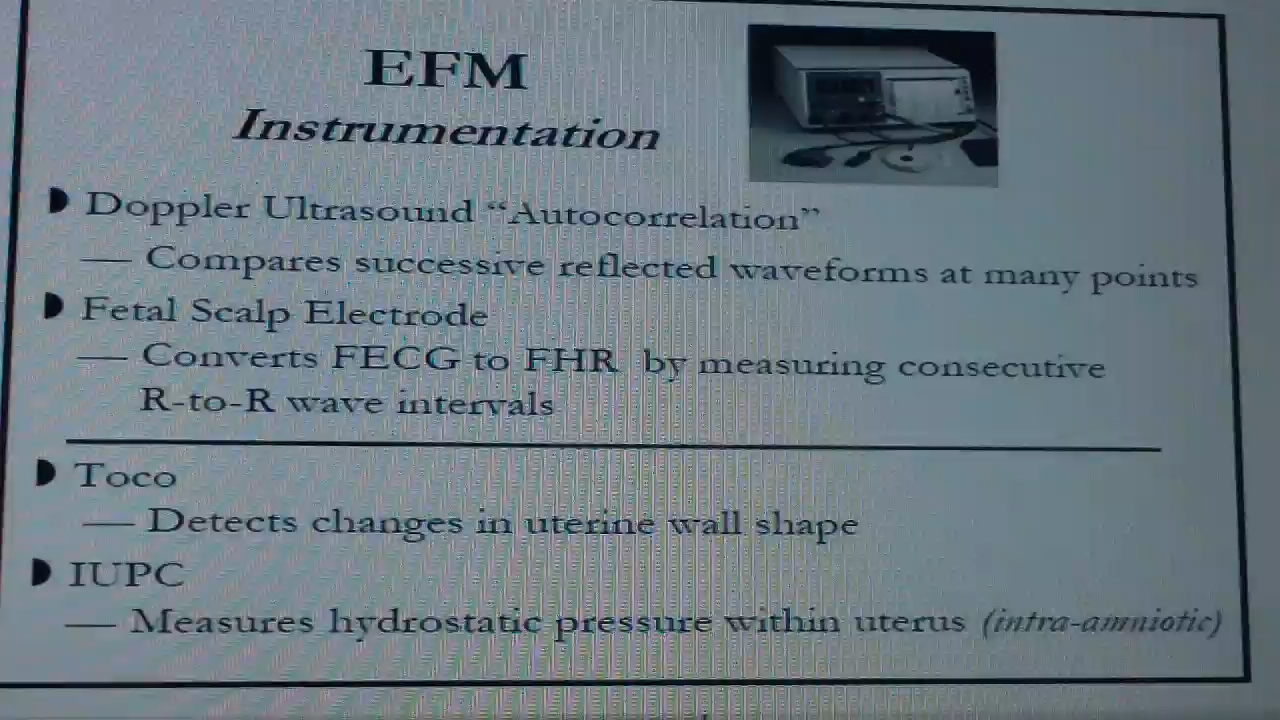 EFM
Instrumentation
Doppler Ultrasound “Autocorrelation”
— Compares successive reflected waveforms at many points
Fetal Scalp Electrode
— Converts FECG to FHR by measuring consecutive
R-to-R wave intervals
Toco
— Detects changes in uterine wall shape
IUPC
— Measures hydrostatic pressure within uterus (intra-amniotic)